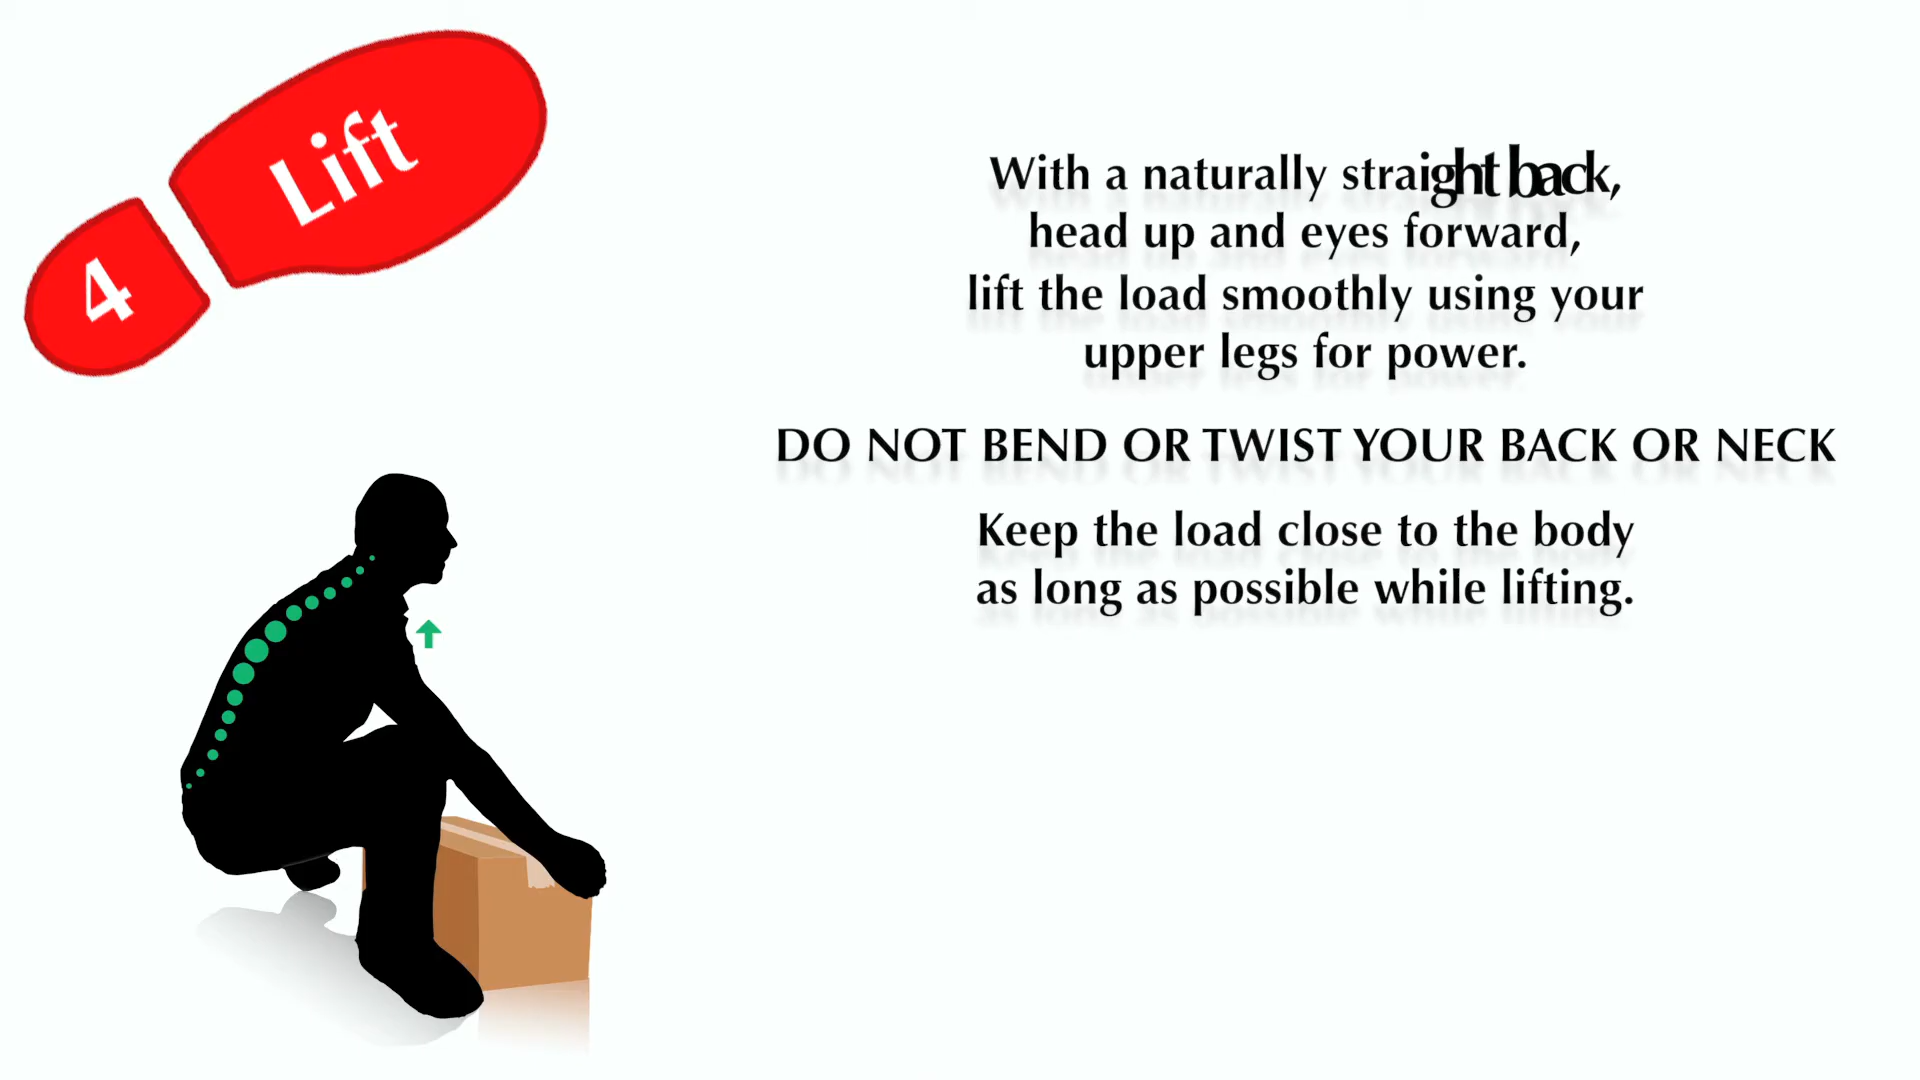 4
Lift
With a naturally straight back,
head up and eyes forward,
lift the load smoothly using your
upper legs for power.
DO NOT BEND OR TWIST YOUR BACK OR NECK
Keep the load close to the body
as long as possible while lifting.